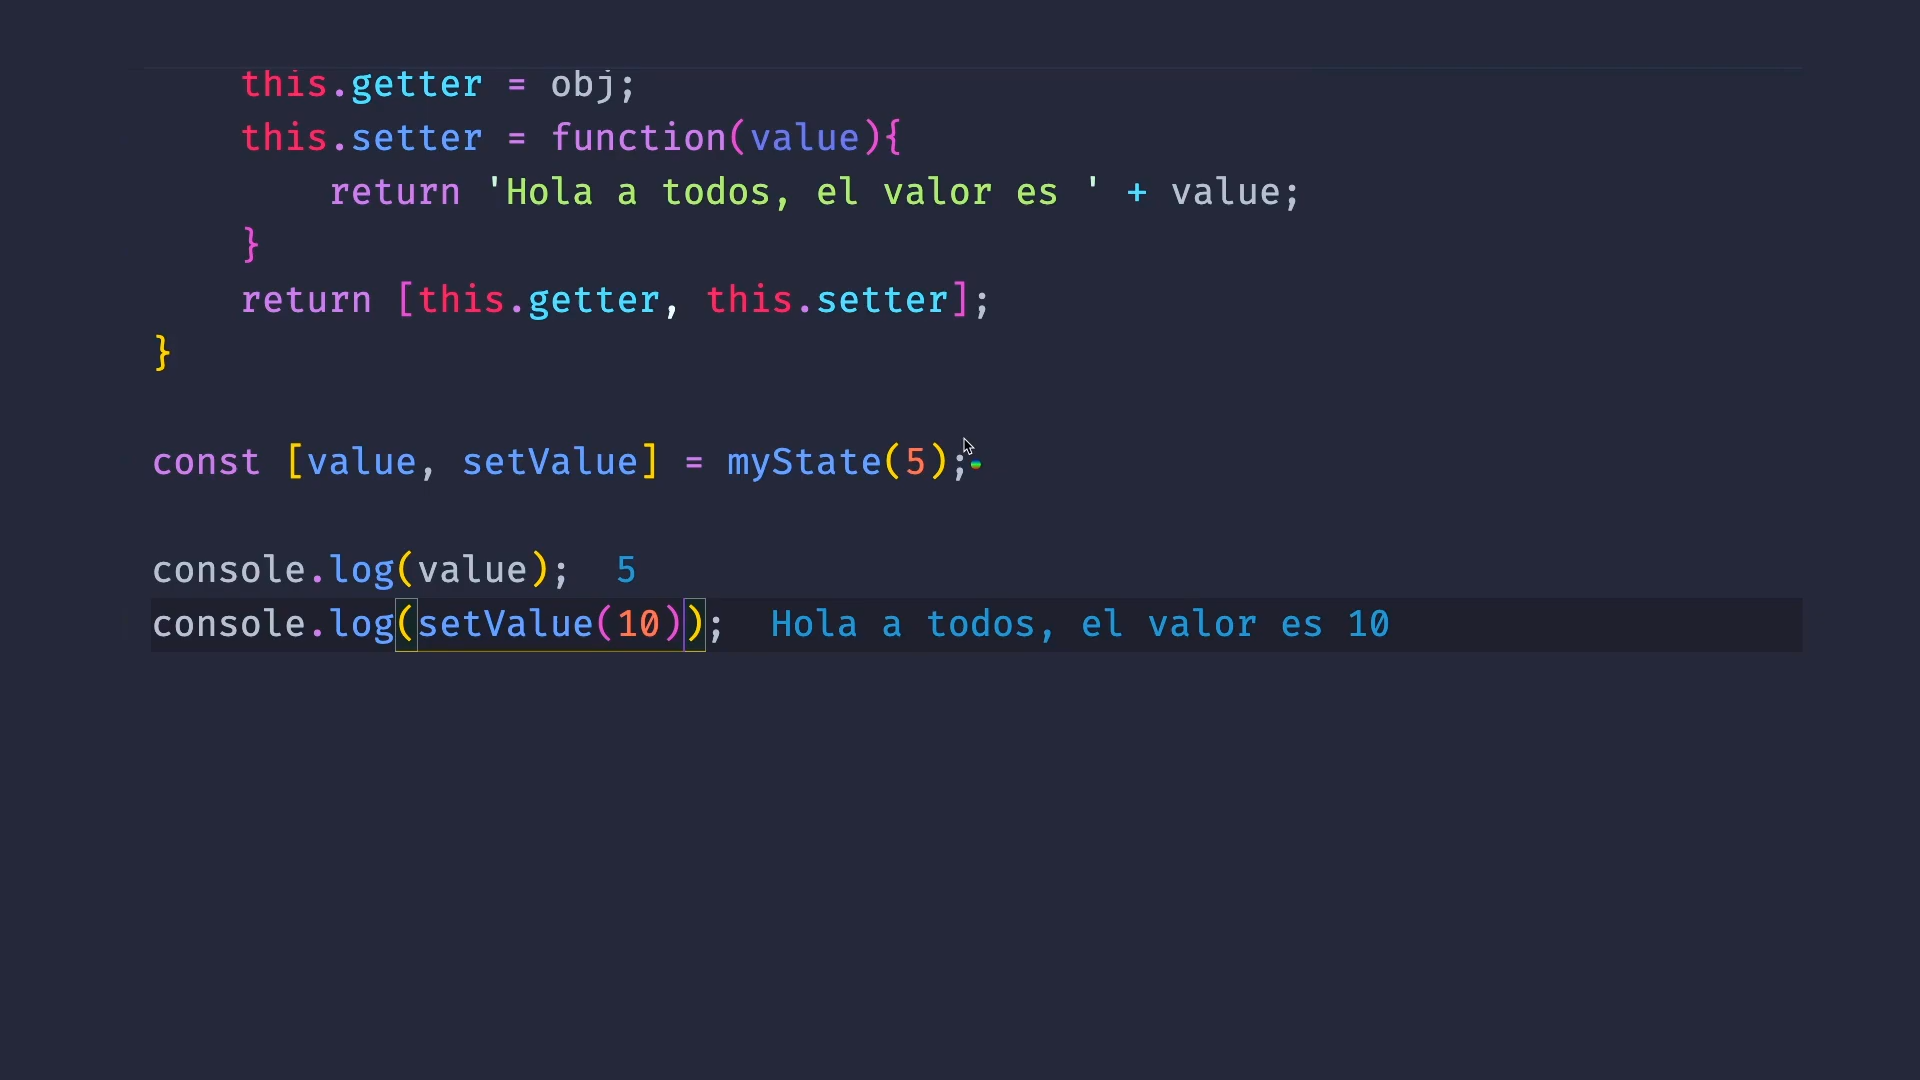 this.getter = obj;
this.setter = function(value){
return 'Hola a todos, el valor es ' + value;
}
return [this.getter, this.setter];
}
const [value, setValue] = myState(5);
console.log(value); 5
console.log(setValue(10)); Hola a todos, el valor es 10